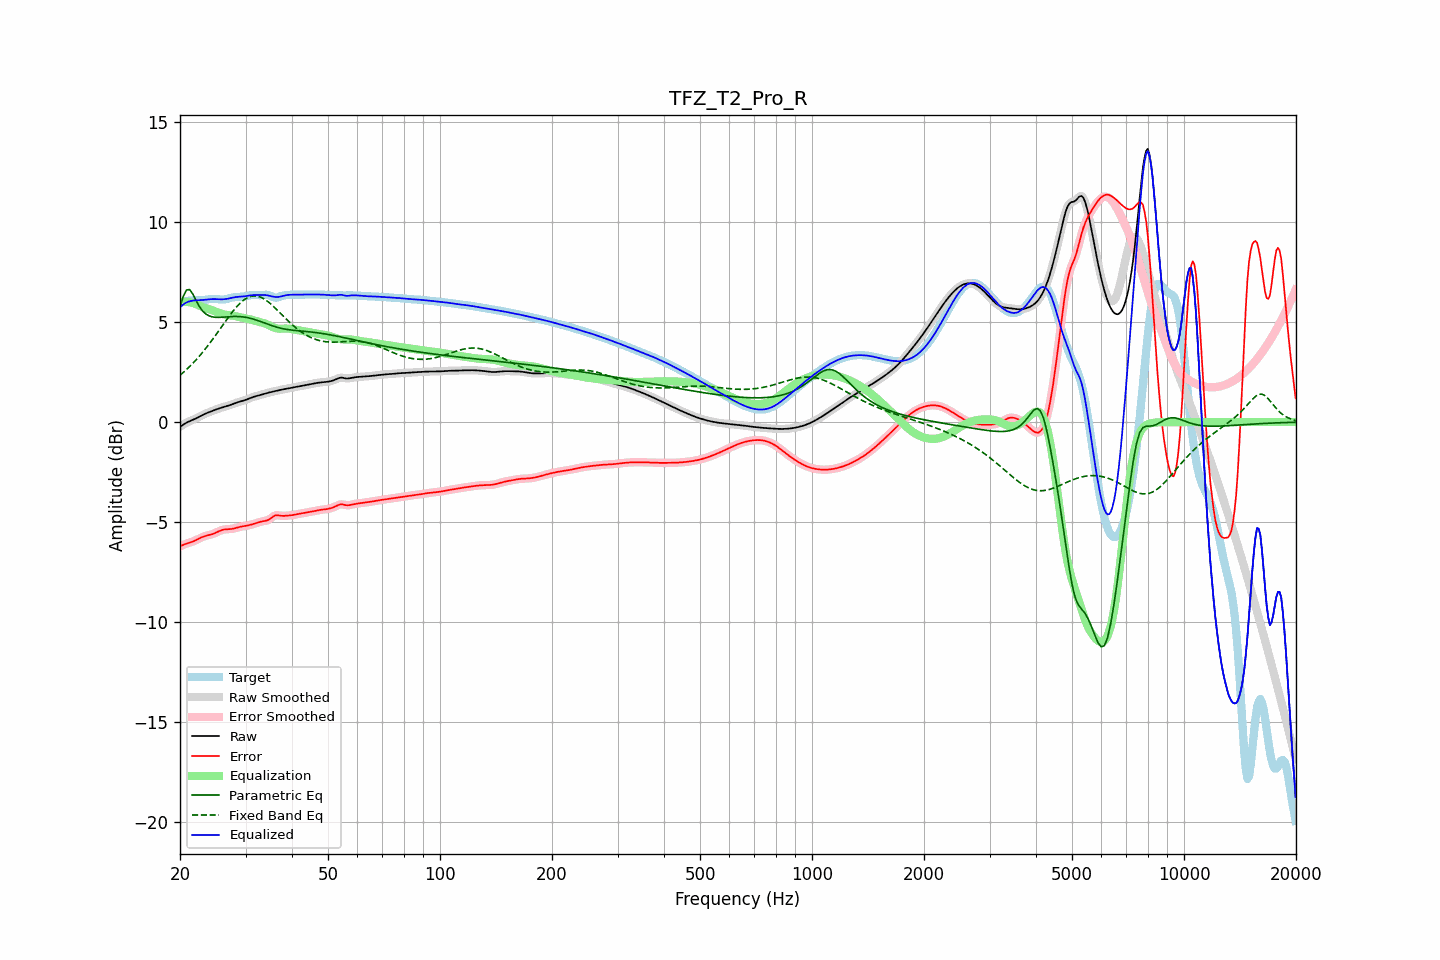 TFZ_T2_Pro_R
15
10
5
0
−5
−10
−15
−20
Amplitude (dBr)
Target
Raw Smoothed
Error Smoothed
Raw
Error
Equalization
Parametric Eq
Fixed Band Eq
Equalized
20 50 100 200 500 1000 2000 5000 10000 20000
Frequency (Hz)